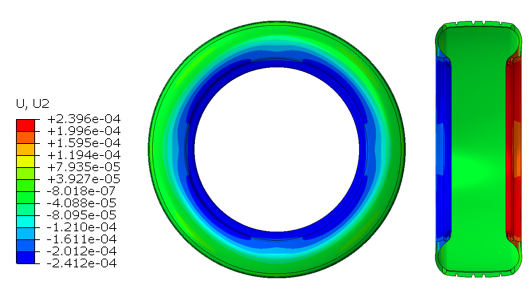 U, U2
+2.396e-04
+1.996e-04
+1.595e-04
+1.194e-04
+7.935e-05
+3.927e-05
-8.018e-07
-4.088e-05
-8.095e-05
-1.210e-04
-1.611e-04
-2.012e-04
-2.412e-04